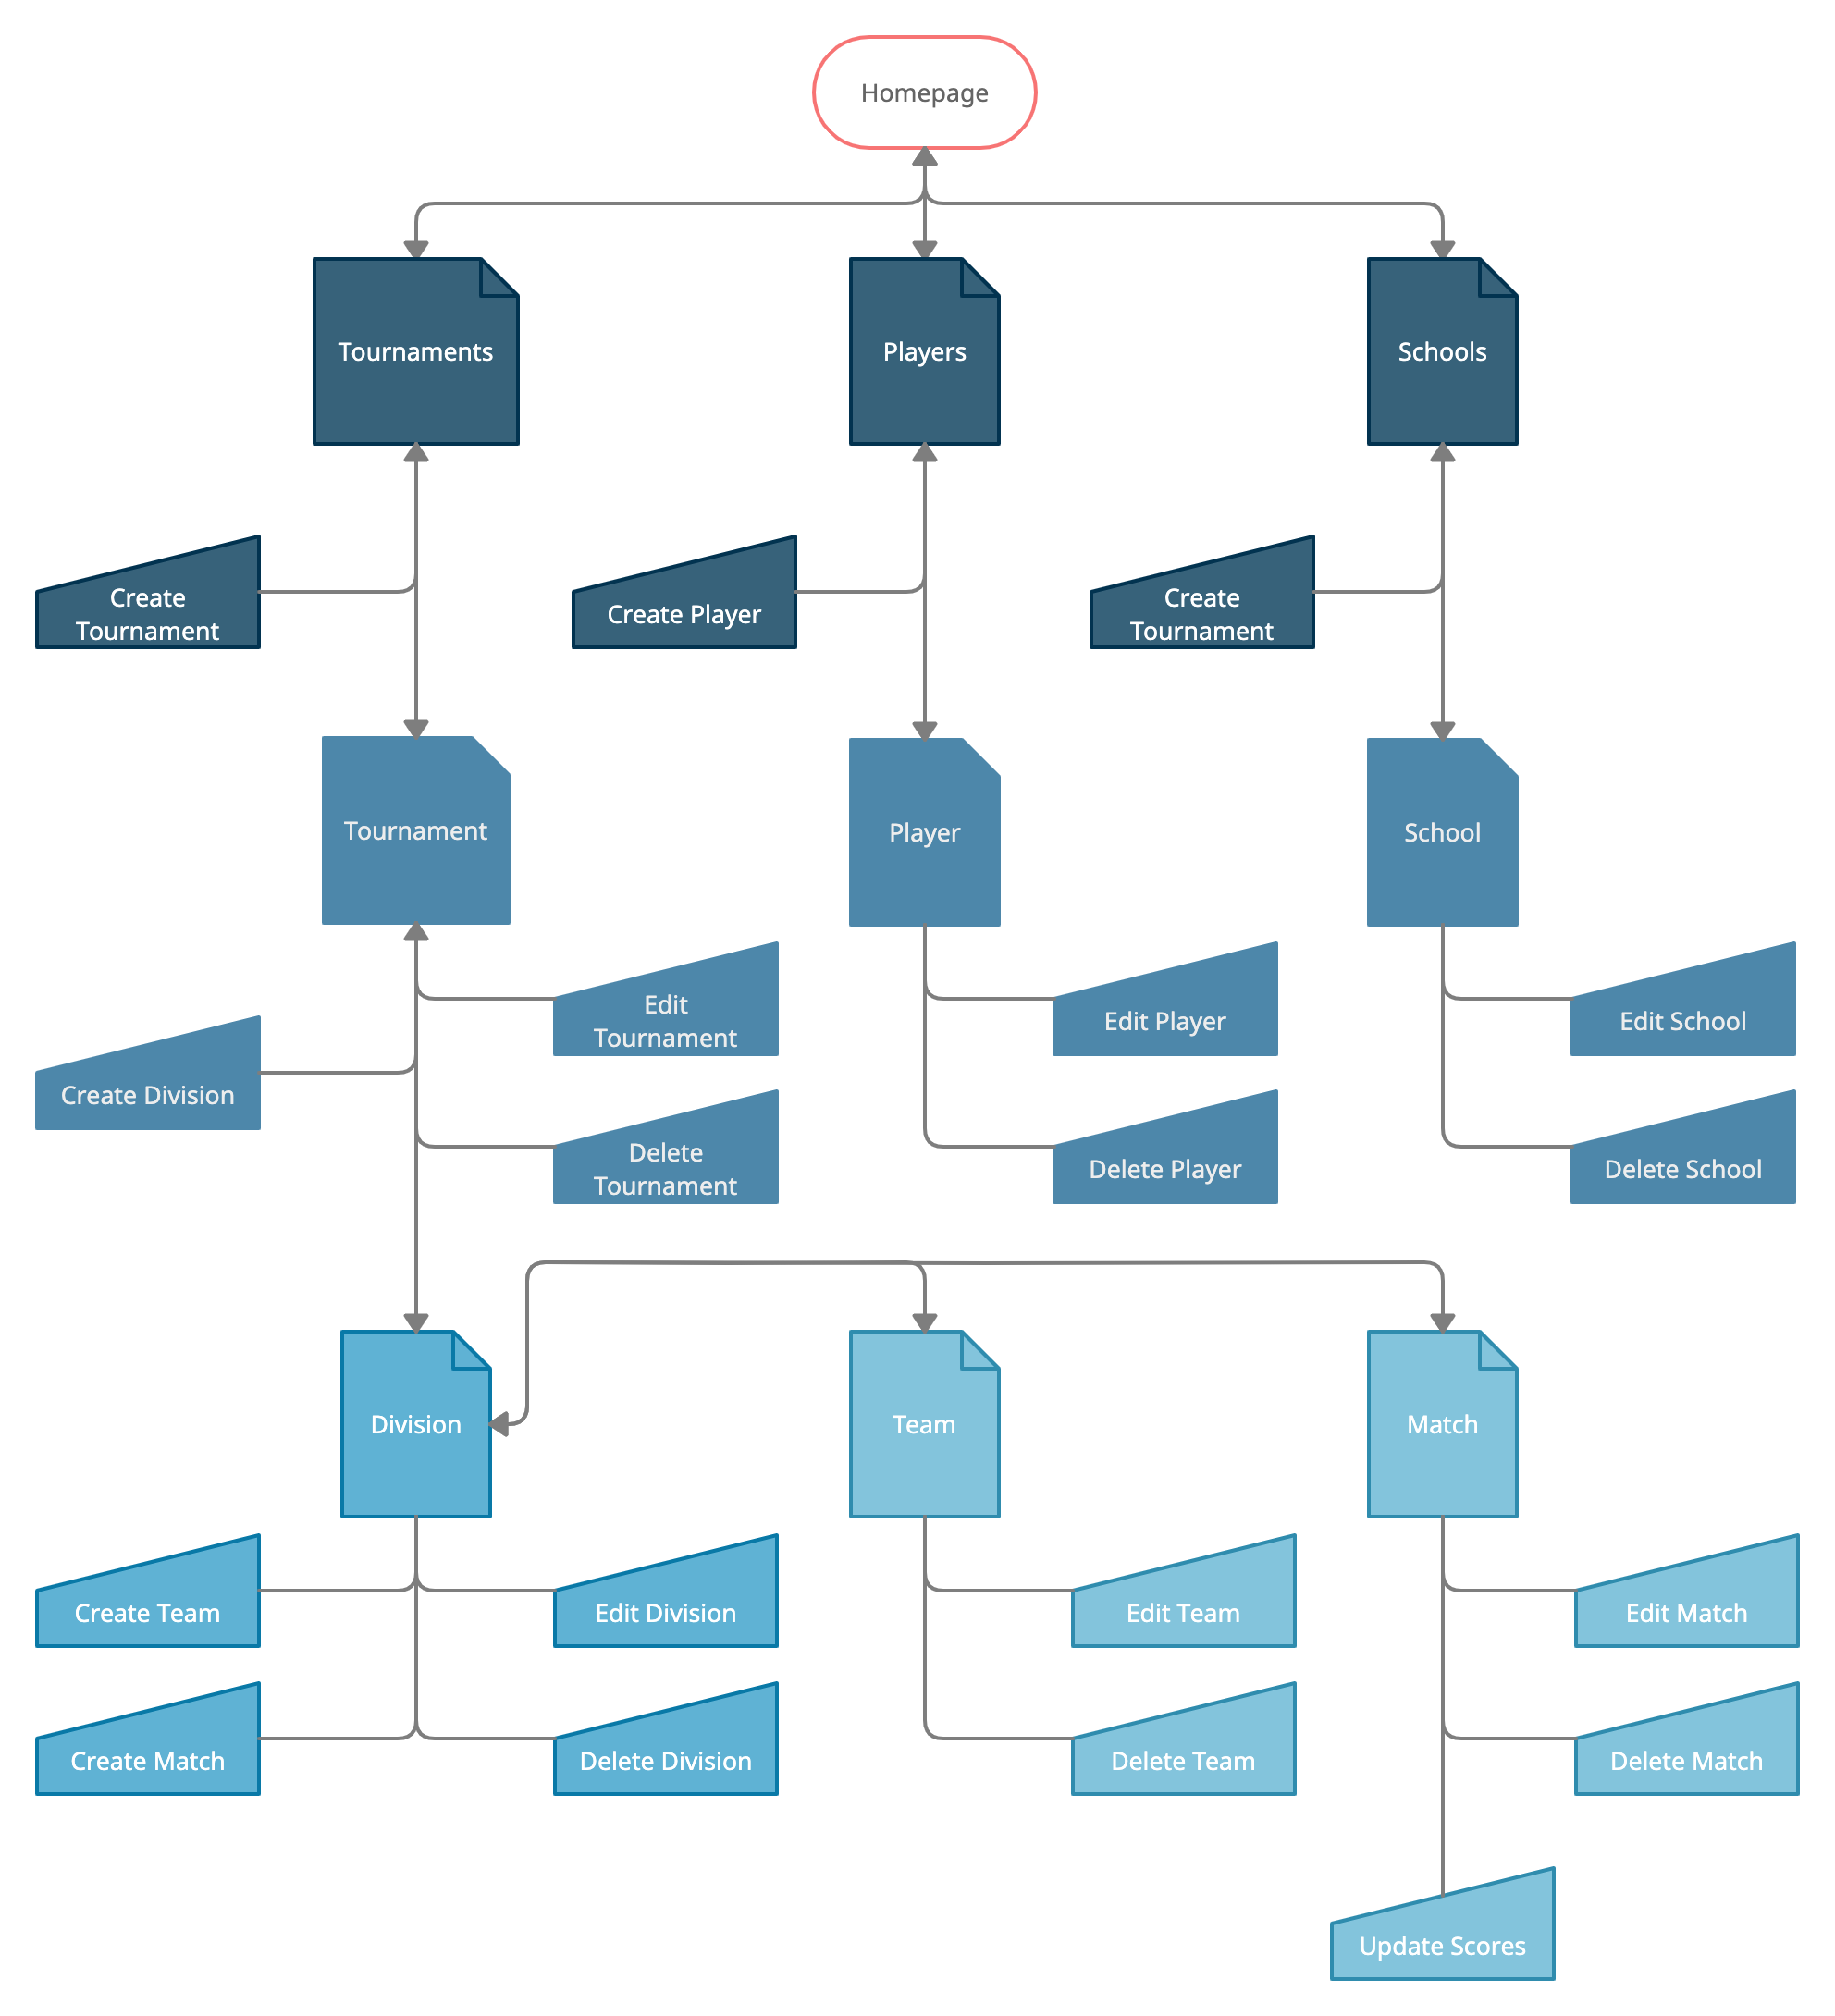 Homepage
Tournaments
Players
Schools
Create
Tournament
Create Player
Create
Tournament
Tournament
Player
School
Edit
Tournament
Edit Player
Edit School
Create Division
Delete
Tournament
Delete Player
Delete School
Division
Team
Match
Create Team
Edit Division
Edit Team
Edit Match
Create Match
Delete Division
Delete Team
Delete Match
Update Scores